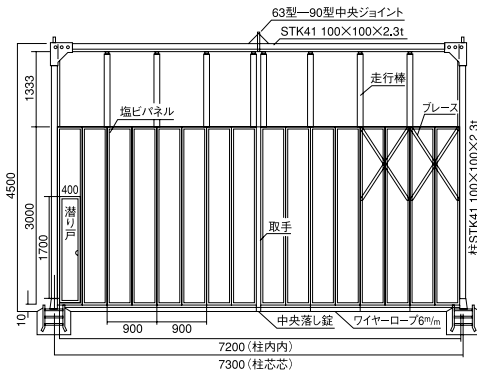 63型ー90型中央ジョイント
STK41 100×100×2.3t
走行棒
ブレース
塩ビパネル
1333
4500
3000
1700
10
400
潜り戸
取手
柱STK41 100×100×2.3t
900
900
中央落し錠
ワイヤーロープ6m/m
7200(柱内内)
7300(柱芯芯)